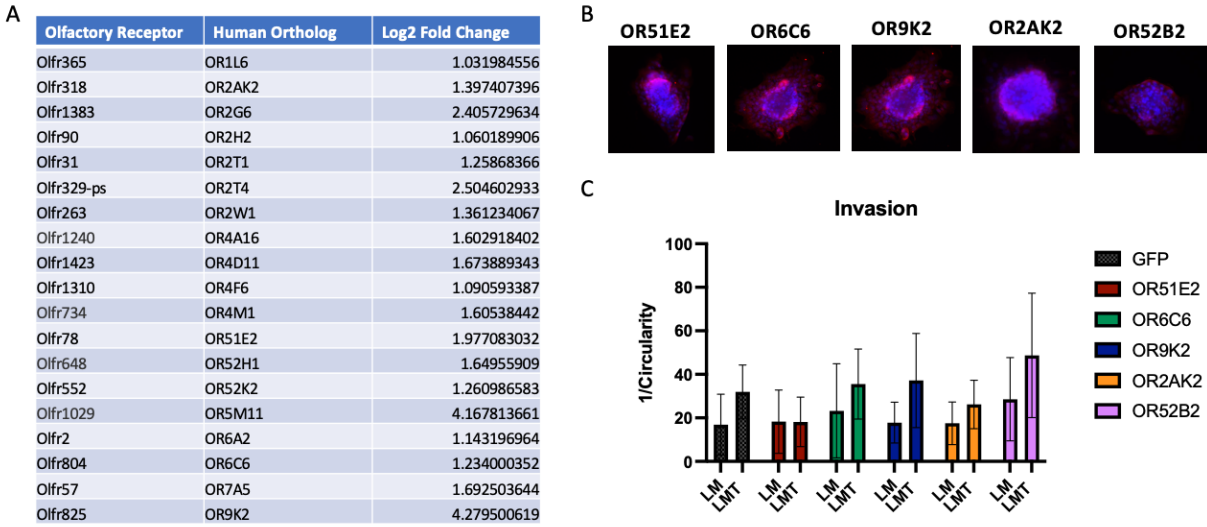 A
Olfactory Receptor Human Ortholog Log2 Fold Change
Olfr365 OR1L6 1.031984556
Olfr318 OR2AK2 1.397407396
Olfr1383 OR2G6 2.405729634
Olfr90 OR2H2 1.060189906
Olfr31 OR2T1 1.25868366
Olfr329-ps OR2T4 2.504602933
Olfr263 OR2W1 1.361234067
Olfr1240 OR4A16 1.602918402
Olfr1423 OR4D11 1.673889343
Olfr1310 OR4F6 1.090593387
Olfr734 OR4M1 1.60538442
Olfr78 OR51E2 1.977083032
Olfr648 OR52H1 1.64955909
Olfr552 OR52K2 1.260986583
Olfr1029 OR5M11 4.167813661
Olfr2 OR6A2 1.143196964
Olfr804 OR6C6 1.234000352
Olfr57 OR7A5 1.692503644
Olfr825 OR9K2 4.279500619
B
OR51E2 OR6C6 OR9K2 OR2AK2 OR52B2
C
Invasion
1/Circularity
100
80
60
40
20
0
LM LMT LM LMT LM LMT LM LMT LM LMT LM LMT
GFP
OR51E2
OR6C6
OR9K2
OR2AK2
OR52B2